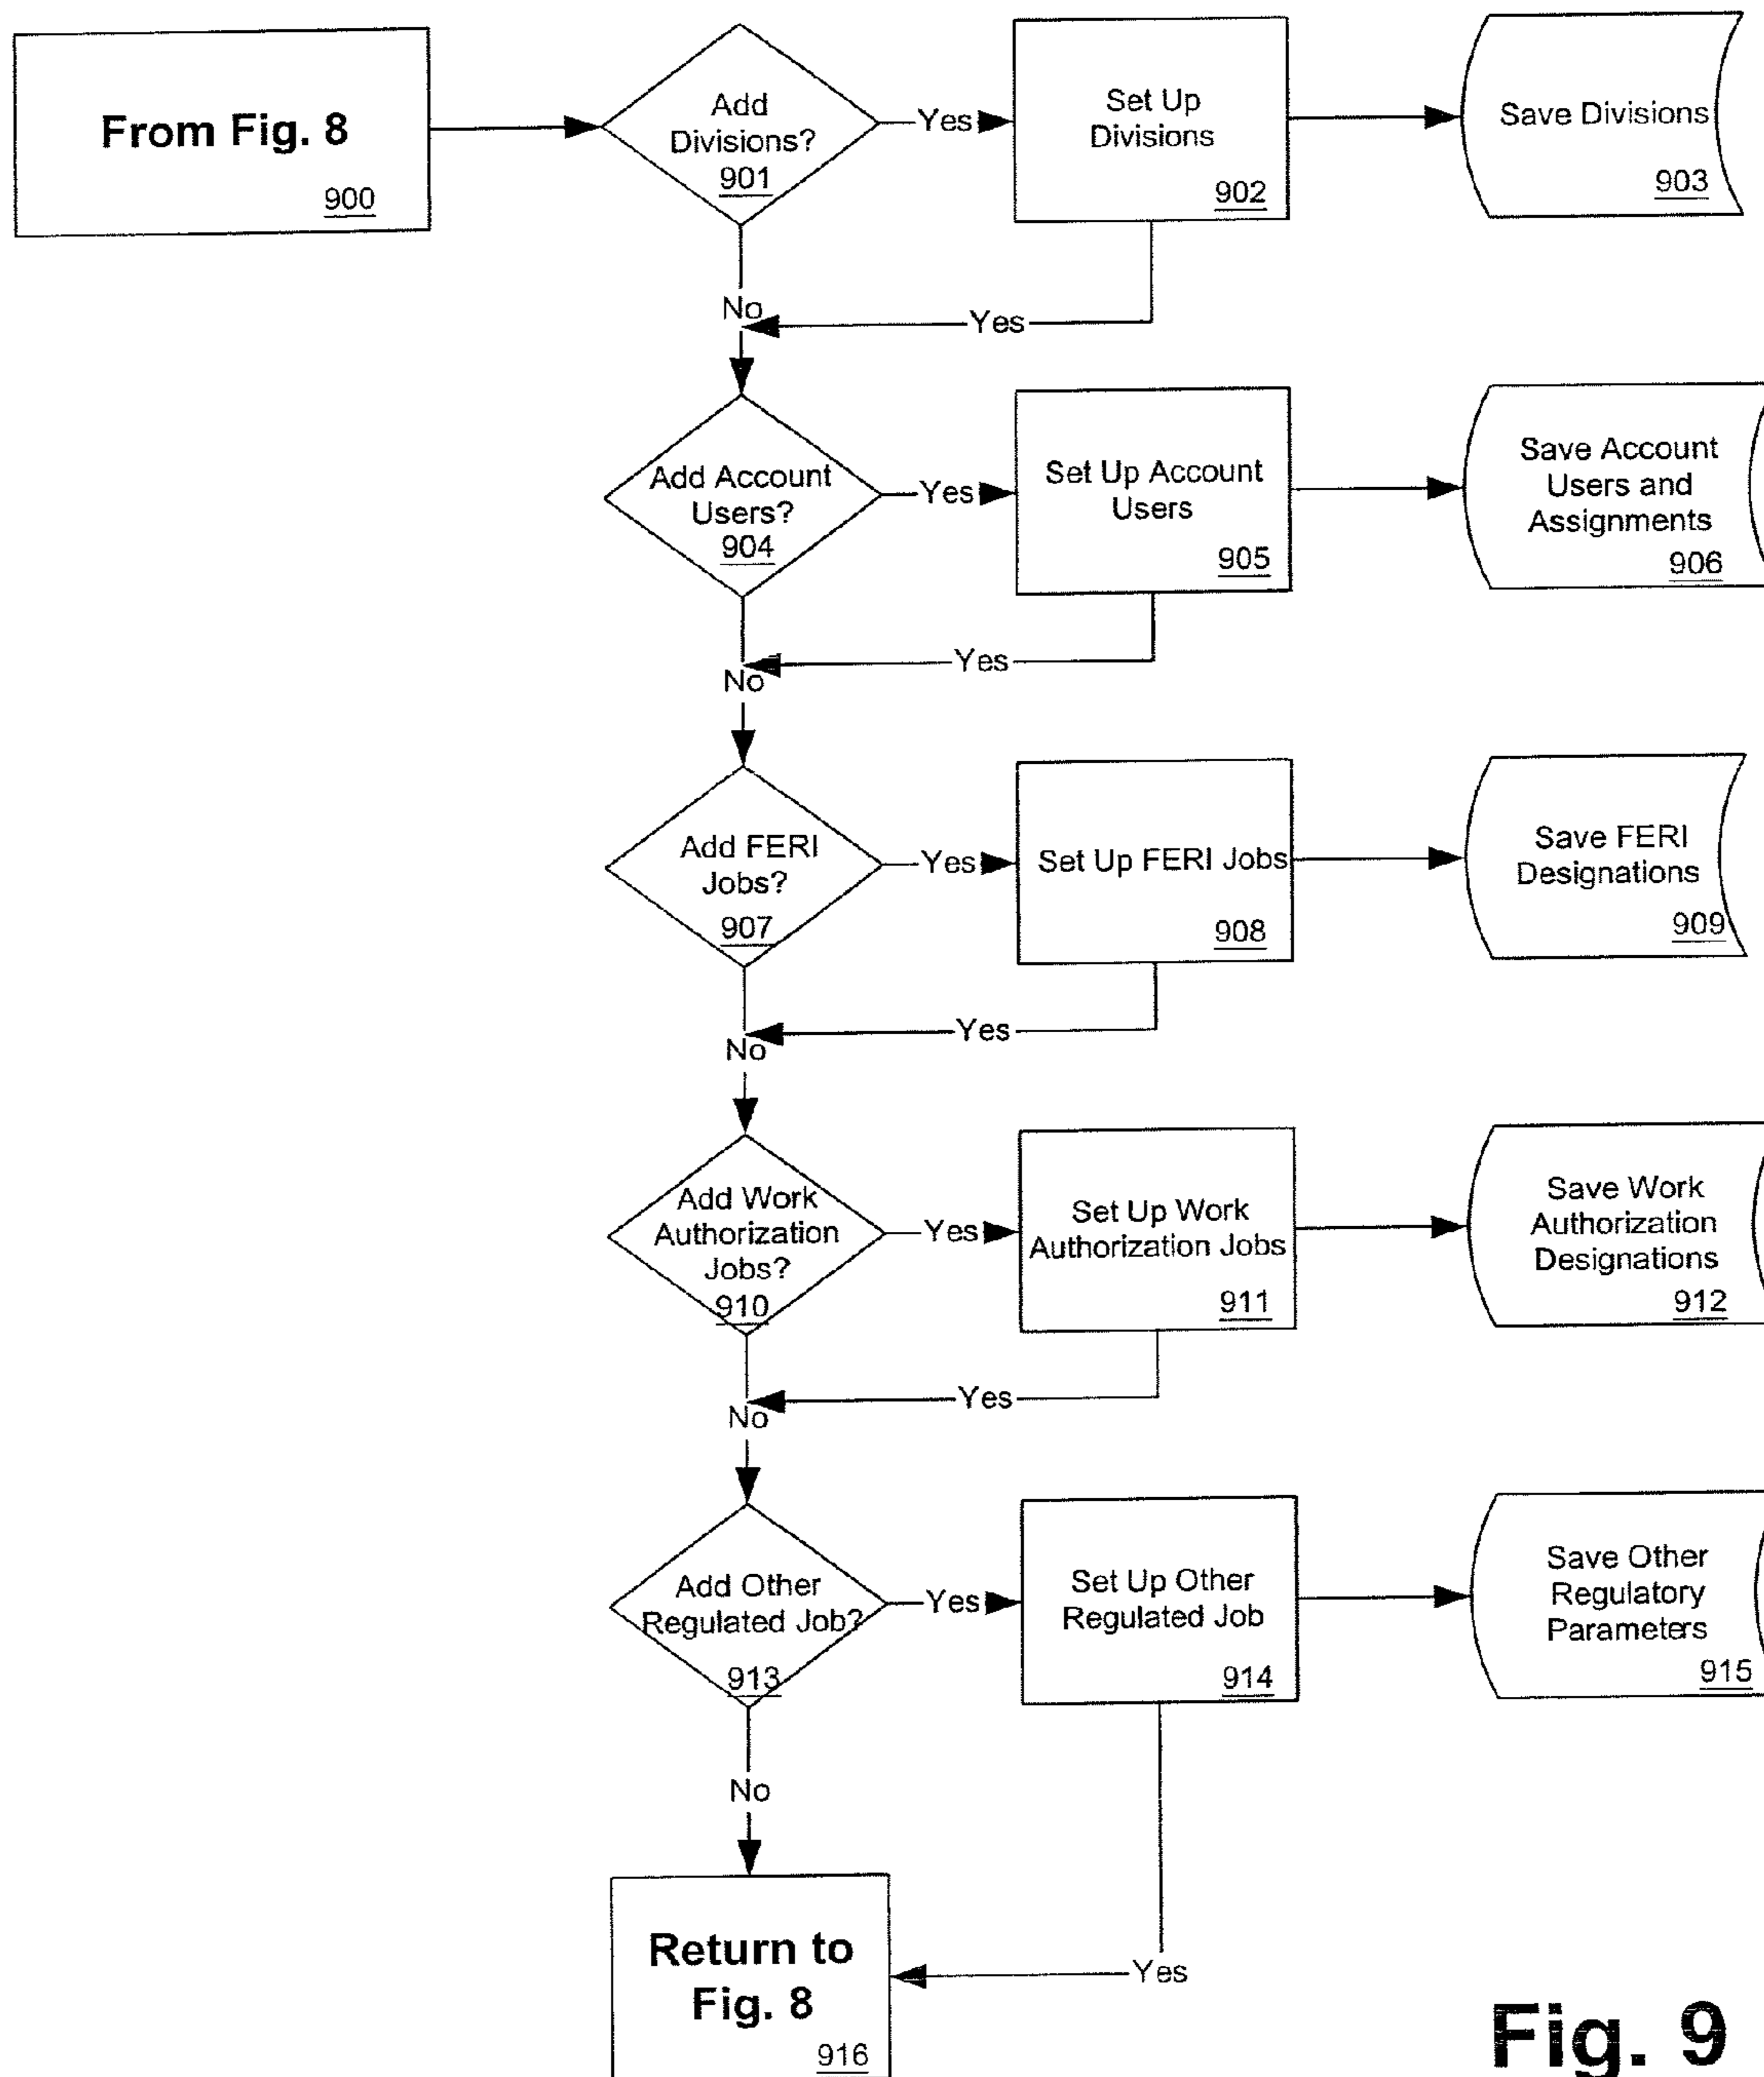 From Fig. 8
900
Add
Divisions?
901
Yes
Set Up
Divisions
902
Save Divisions
903
No
Yes
Add Account
Users?
904
Yes
Set Up Account
Users
905
Save Account
Users and
Assignments
906
Yes
No
Add FERI
Jobs?
907
Yes
Set Up FERI Jobs
908
Save FERI
Designations
909
Yes
No
Add Work
Authorization
Jobs?
910
Yes
Set Up Work
Authorization Jobs
911
Save Work
Authorization
Designations
912
Yes
No
Add Other
Regulated Job?
913
Yes
Set Up Other
Regulated Job
914
Save Other
Regulatory
Parameters
915
No
Yes
Return to
Fig. 8
916
Fig. 9